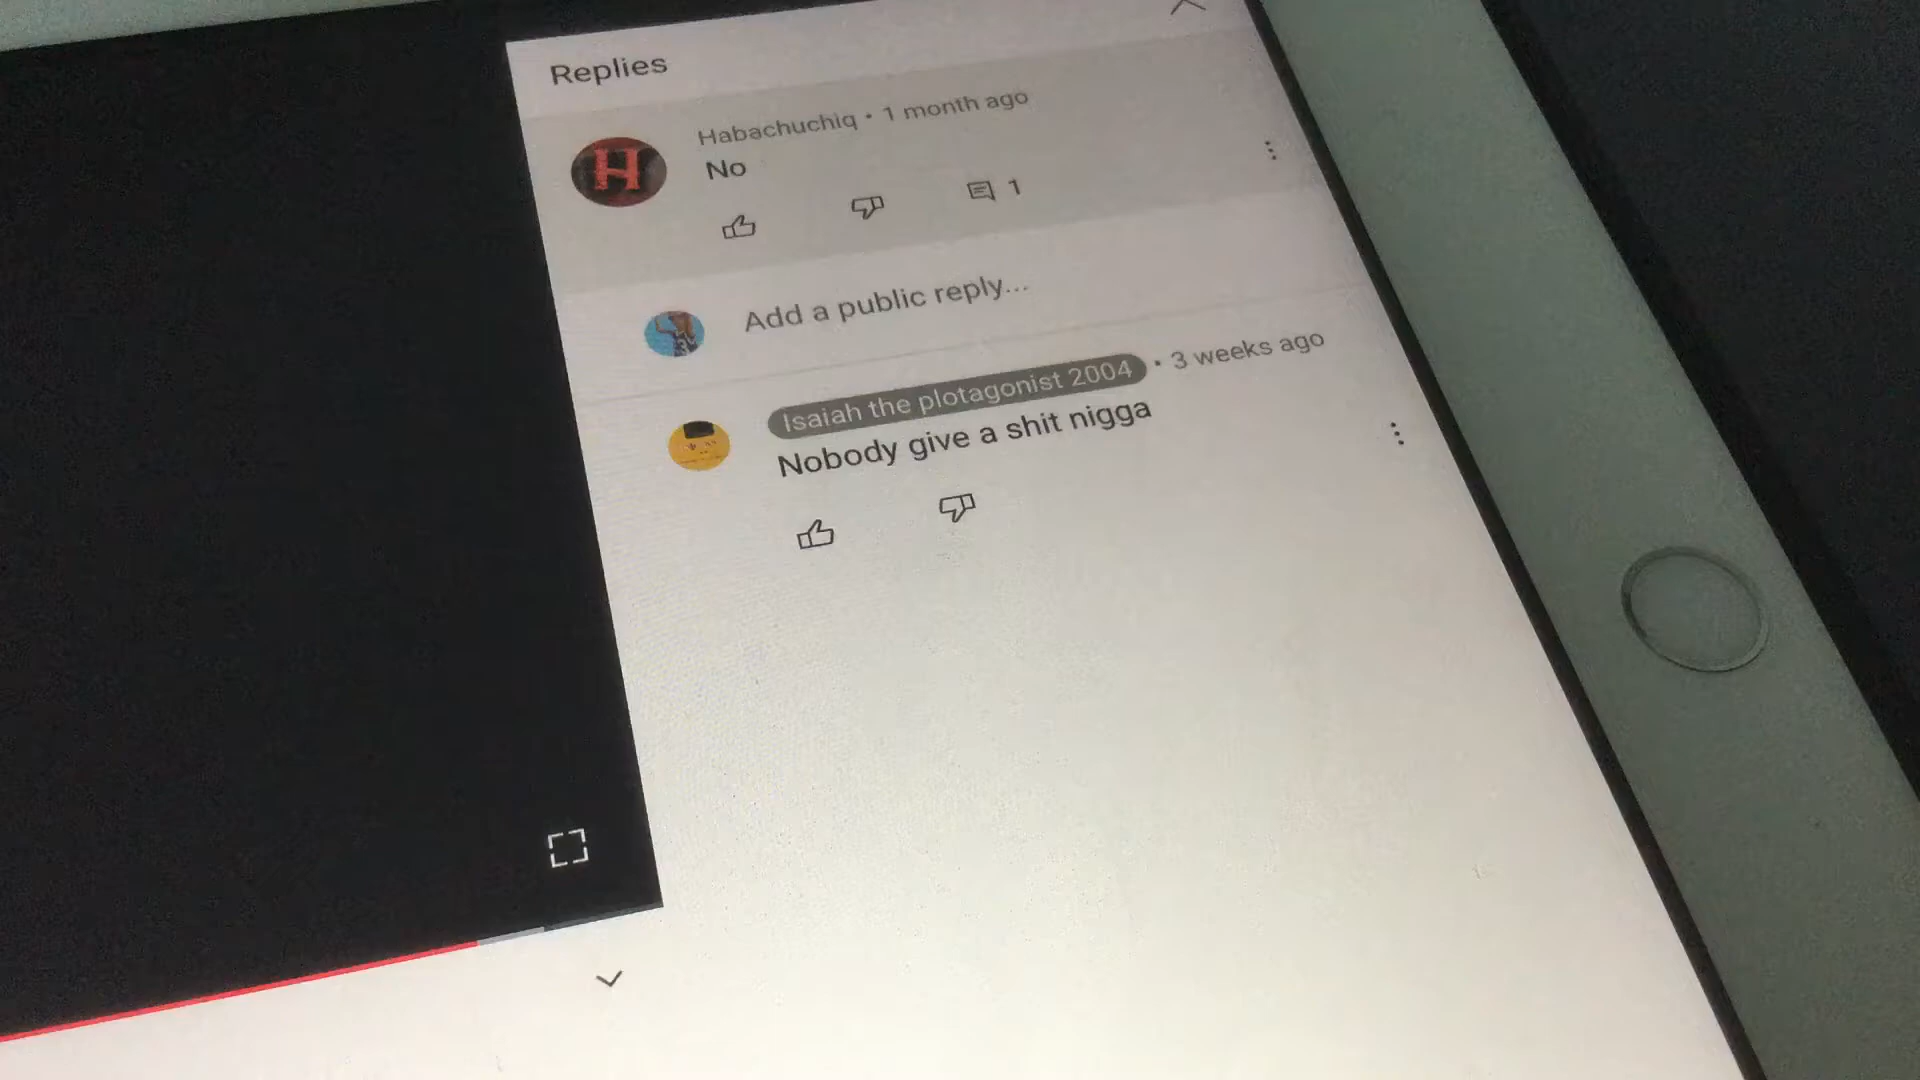 Replies
Habachuchiq • 1 month ago
No
1
Add a public reply...
Isaiah the plotagonist 2004 • 3 weeks ago
Nobody give a shit nigga